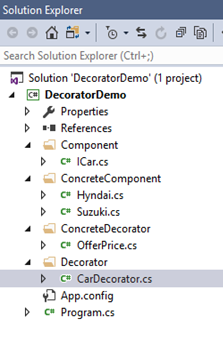 Solution Explorer
Search Solution Explorer (Ctrl+;)
Solution 'DecoratorDemo' (1 project)
C# DecoratorDemo
Properties
References
Component
C# ICar.cs
ConcreteComponent
C# Hyndai.cs
C# Suzuki.cs
ConcreteDecorator
C# OfferPrice.cs
Decorator
C# CarDecorator.cs
App.config
C# Program.cs